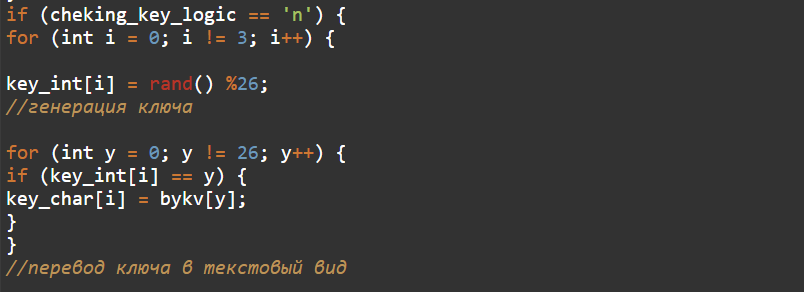 if (cheking_key_logic == 'n') {
for (int i = 0; i != 3; i++) {
key_int[i] = rand() %26;
//генерация ключа
for (int y = 0; y != 26; y++) {
if (key_int[i] == y) {
key_char[i] = bykv[y];
}
}
//перевод ключа в текстовый вид